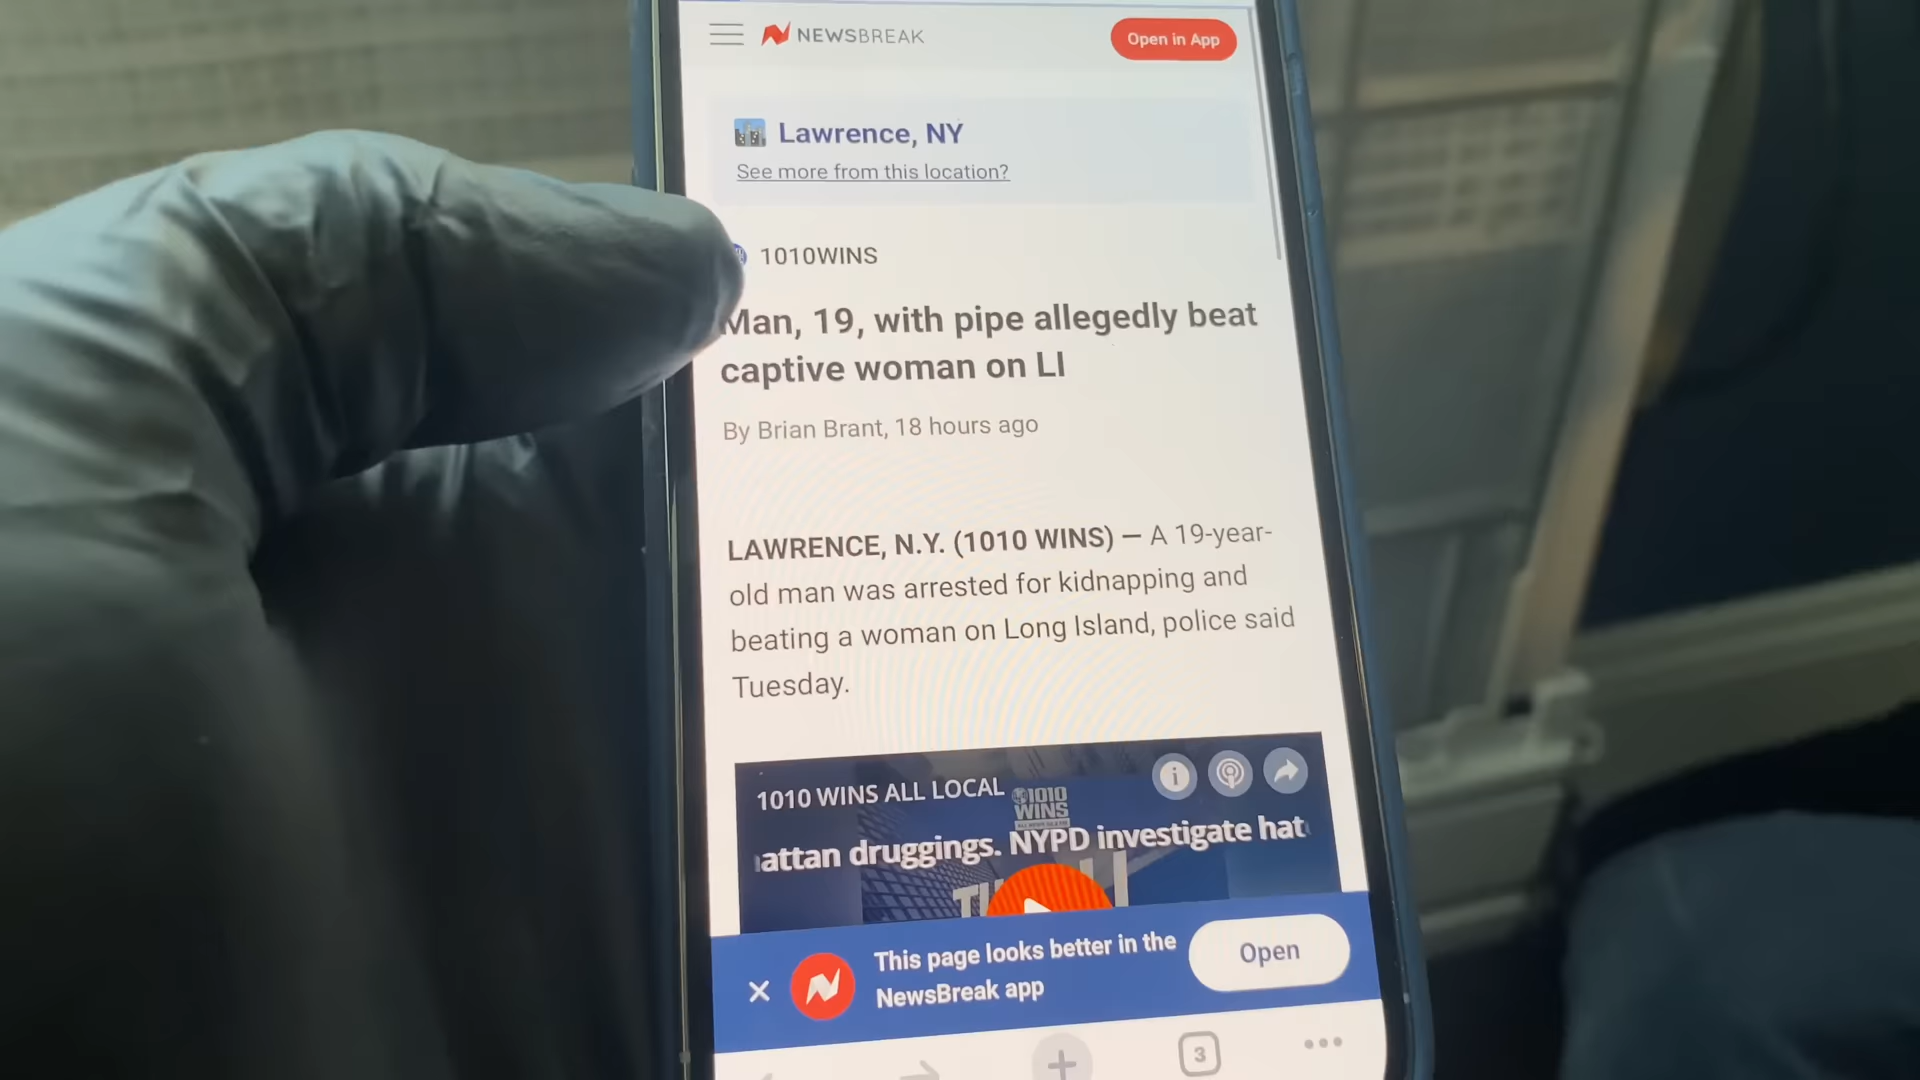 NEWSBREAK
Open in App
Lawrence, NY
See more from this location?
1010WINS
Man, 19, with pipe allegedly beat
captive woman on LI
By Brian Brant, 18 hours ago
LAWRENCE, N.Y. (1010 WINS) — A 19-year-
old man was arrested for kidnapping and
beating a woman on Long Island, police said
Tuesday.
1010 WINS ALL LOCAL
1010
WINS
attan druggings. NYPD investigate hat
This page looks better in the
NewsBreak app
Open
3